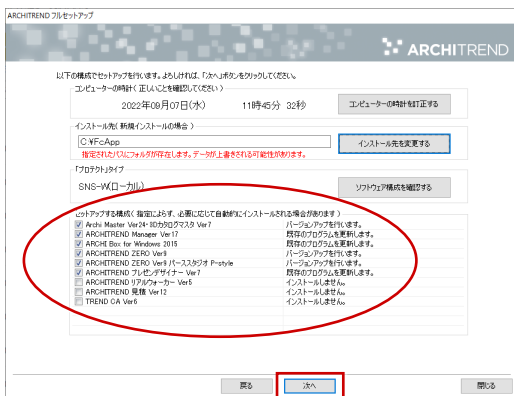 ARCHITREND フルセットアップ
ARCHITREND
以下の構成でセットアップを行います。よろしければ、「次へ」ボタンをクリックしてください。
コンピューターの時計（正しいことを確認してください）
2022年09月07日(水) 11時45分 32秒
コンピューターの時計を訂正する
インストール先（新規インストールの場合）
C:¥FcApp
インストール先を変更する
指定されたパスにフォルダが存在します。データが上書きされる可能性があります。
「プロテクト」タイプ
SNS-W(ローカル)
ソフトウェア構成を確認する
セットアップする構成（指定によらず、必要に応じて自動的にインストールされる場合があります）
Archi Master Ver24・3Dカタログマスタ Ver7 バージョンアップを行います。
ARCHITREND Manager Ver17 既存のプログラムを更新します。
ARCHI Box for Windows 2015 既存のプログラムを更新します。
ARCHITREND ZERO Ver9 バージョンアップを行います。
ARCHITREND ZERO Ver9 パーススタジオ P-style バージョンアップを行います。
ARCHITREND プレゼンデザイナー Ver7 既存のプログラムを更新します。
ARCHITREND リアルウォーカー Ver5 インストールしません。
ARCHITREND 見積 Ver12 インストールしません。
TREND CA Ver6 インストールしません。
戻る 次へ 閉じる